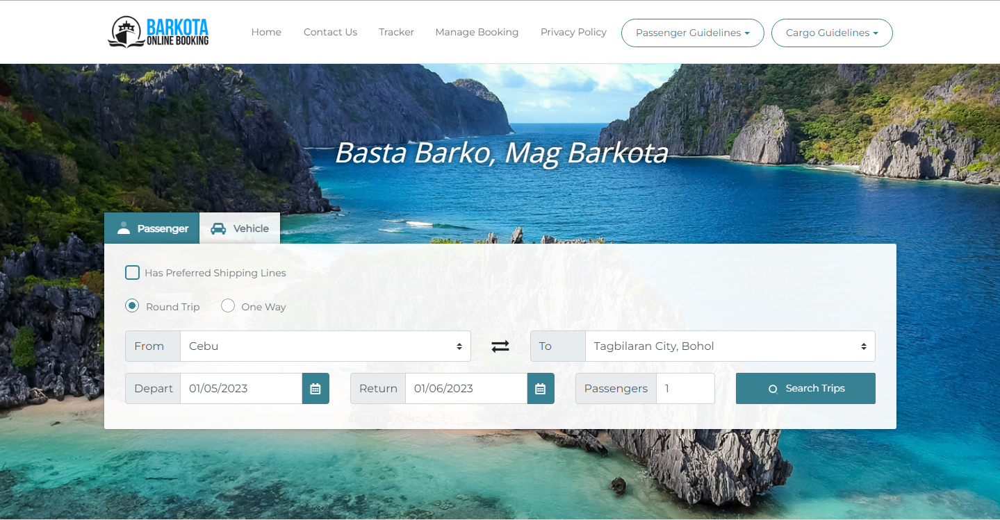 BARKOTA
ONLINE BOOKING
Home Contact Us Tracker Manage Booking Privacy Policy Passenger Guidelines Cargo Guidelines
Basta Barko, Mag Barkota
Passenger Vehicle
Has Preferred Shipping Lines
Round Trip One Way
From Cebu To Tagbilaran City, Bohol
Depart 01/05/2023 Return 01/06/2023 Passengers 1 Search Trips